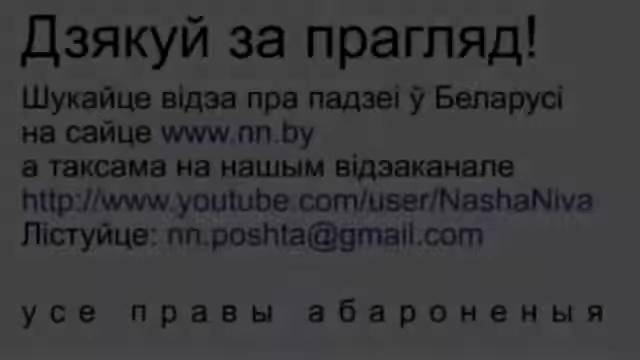 Дзякуй за прагляд!
Шукайце відэа пра падзеі ў Беларусі
на сайце www.nn.by
а таксама на нашым відэаканале
http://www.youtube.com/user/NashaNiva
Лістуйце: nn.poshta@gmail.com
усе правы абароненыя